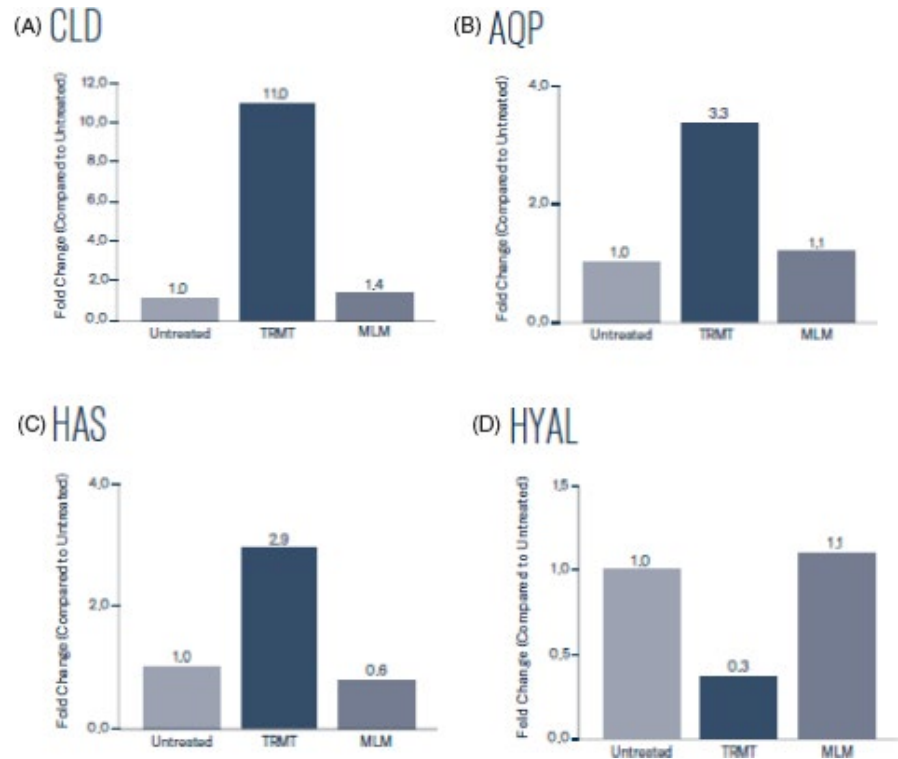 (A) CLD
Fold Change (Compared to Untreated)
12,0
10,0
8,0
6,0
4,0
2,0
0,0
1.0
11.0
1.4
Untreated
TRMT
MLM
(B) AQP
Fold Change (Compared to Untreated)
4,0
2,0
0,0
1.0
3.3
1.1
Untreated
TRMT
MLM
(C) HAS
Fold Change (Compared to Untreated)
4,0
2,0
0,0
1.0
2.9
0.6
Untreated
TRMT
MLM
(D) HYAL
Fold Change (Compared to Untreated)
1,5
1,0
0,5
0,0
1.0
0.3
1.1
Untreated
TRMT
MLM